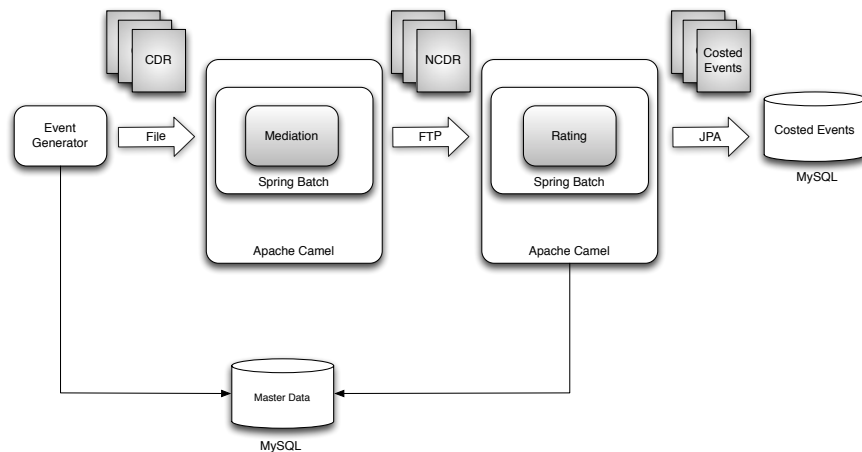 CDR
NCDR
Costed
Events
Event
Generator
File
Mediation
Spring Batch
Apache Camel
FTP
Rating
Spring Batch
Apache Camel
JPA
Costed Events
MySQL
Master Data
MySQL